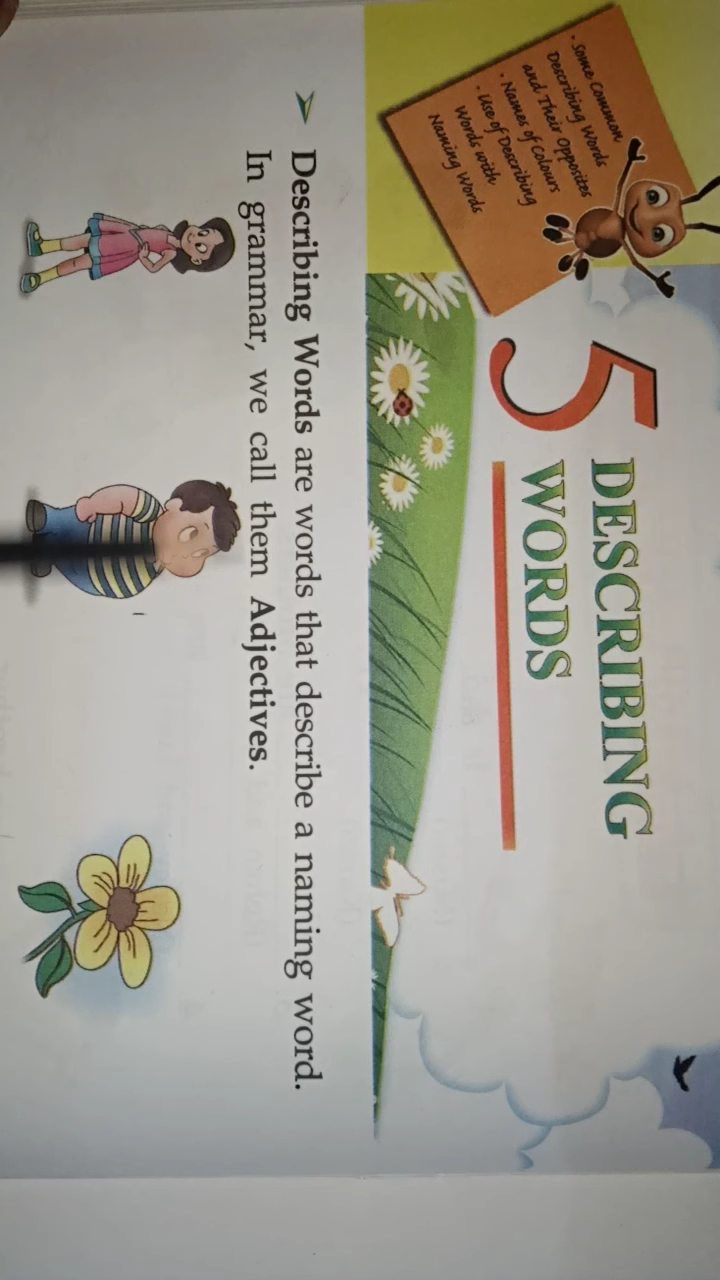 • Some Common
Describing Words
and Their Opposites
• Names of Colours
• Use of Describing
Words with
Naming Words
5
DESCRIBING
WORDS
➤ Describing Words are words that describe a naming word.
In grammar, we call them Adjectives.